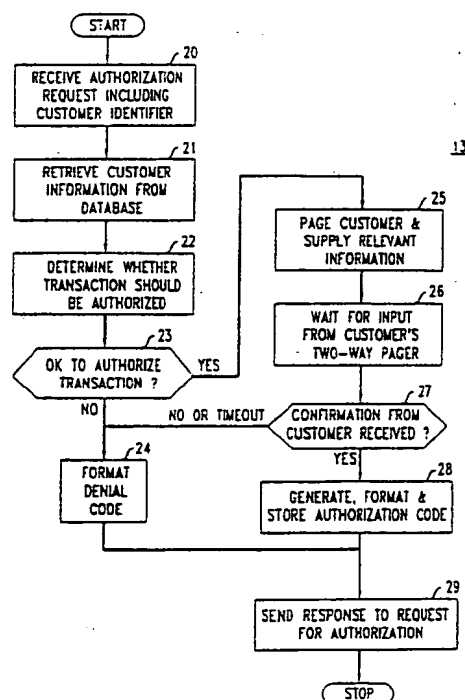 START
20
RECEIVE AUTHORIZATION
REQUEST INCLUDING
CUSTOMER IDENTIFIER
21
RETRIEVE CUSTOMER
INFORMATION FROM
DATABASE
22
DETERMINE WHETHER
TRANSACTION SHOULD
BE AUTHORIZED
23
OK TO AUTHORIZE
TRANSACTION ?
YES
NO
24
FORMAT
DENIAL
CODE
13
25
PAGE CUSTOMER &
SUPPLY RELEVANT
INFORMATION
26
WAIT FOR INPUT
FROM CUSTOMER'S
TWO-WAY PAGER
27
NO OR TIMEOUT
CONFIRMATION FROM
CUSTOMER RECEIVED ?
YES
28
GENERATE, FORMAT &
STORE AUTHORIZATION CODE
29
SEND RESPONSE TO REQUEST
FOR AUTHORIZATION
STOP